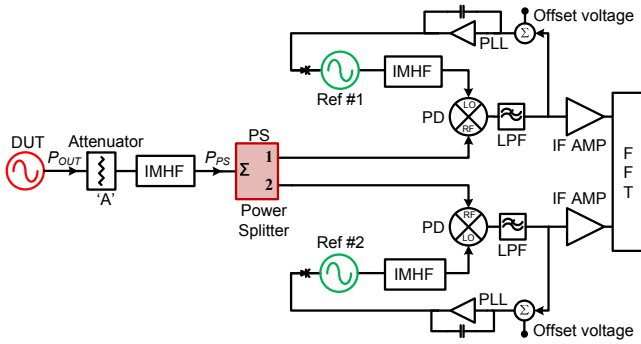 Offset voltage
Σ
PLL
IMHF
Ref #1
LO
RF
PD
LPF
IF AMP
FFT
DUT
P_OUT
Attenuator
'A'
IMHF
P_PS
PS
Σ
1
2
Power
Splitter
IF AMP
RF
LO
PD
LPF
Ref #2
IMHF
PLL
Σ
Offset voltage